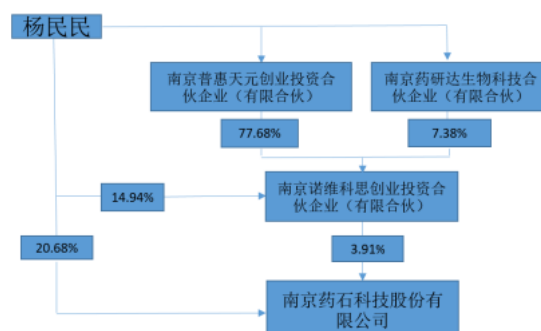 杨民民
南京普惠天元创业投资合
伙企业（有限合伙）
南京药研达生物科技合
伙企业（有限合伙）
77.68%
7.38%
南京诺维科思创业投资合
伙企业（有限合伙）
14.94%
20.68%
3.91%
南京药石科技股份有
限公司